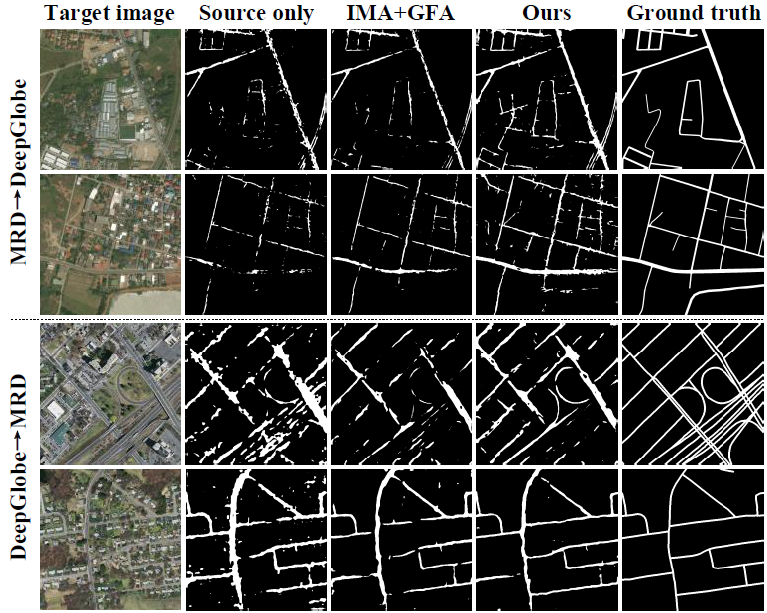 Target image
Source only
IMA+GFA
Ours
Ground truth
MRD→DeepGlobe
DeepGlobe→MRD